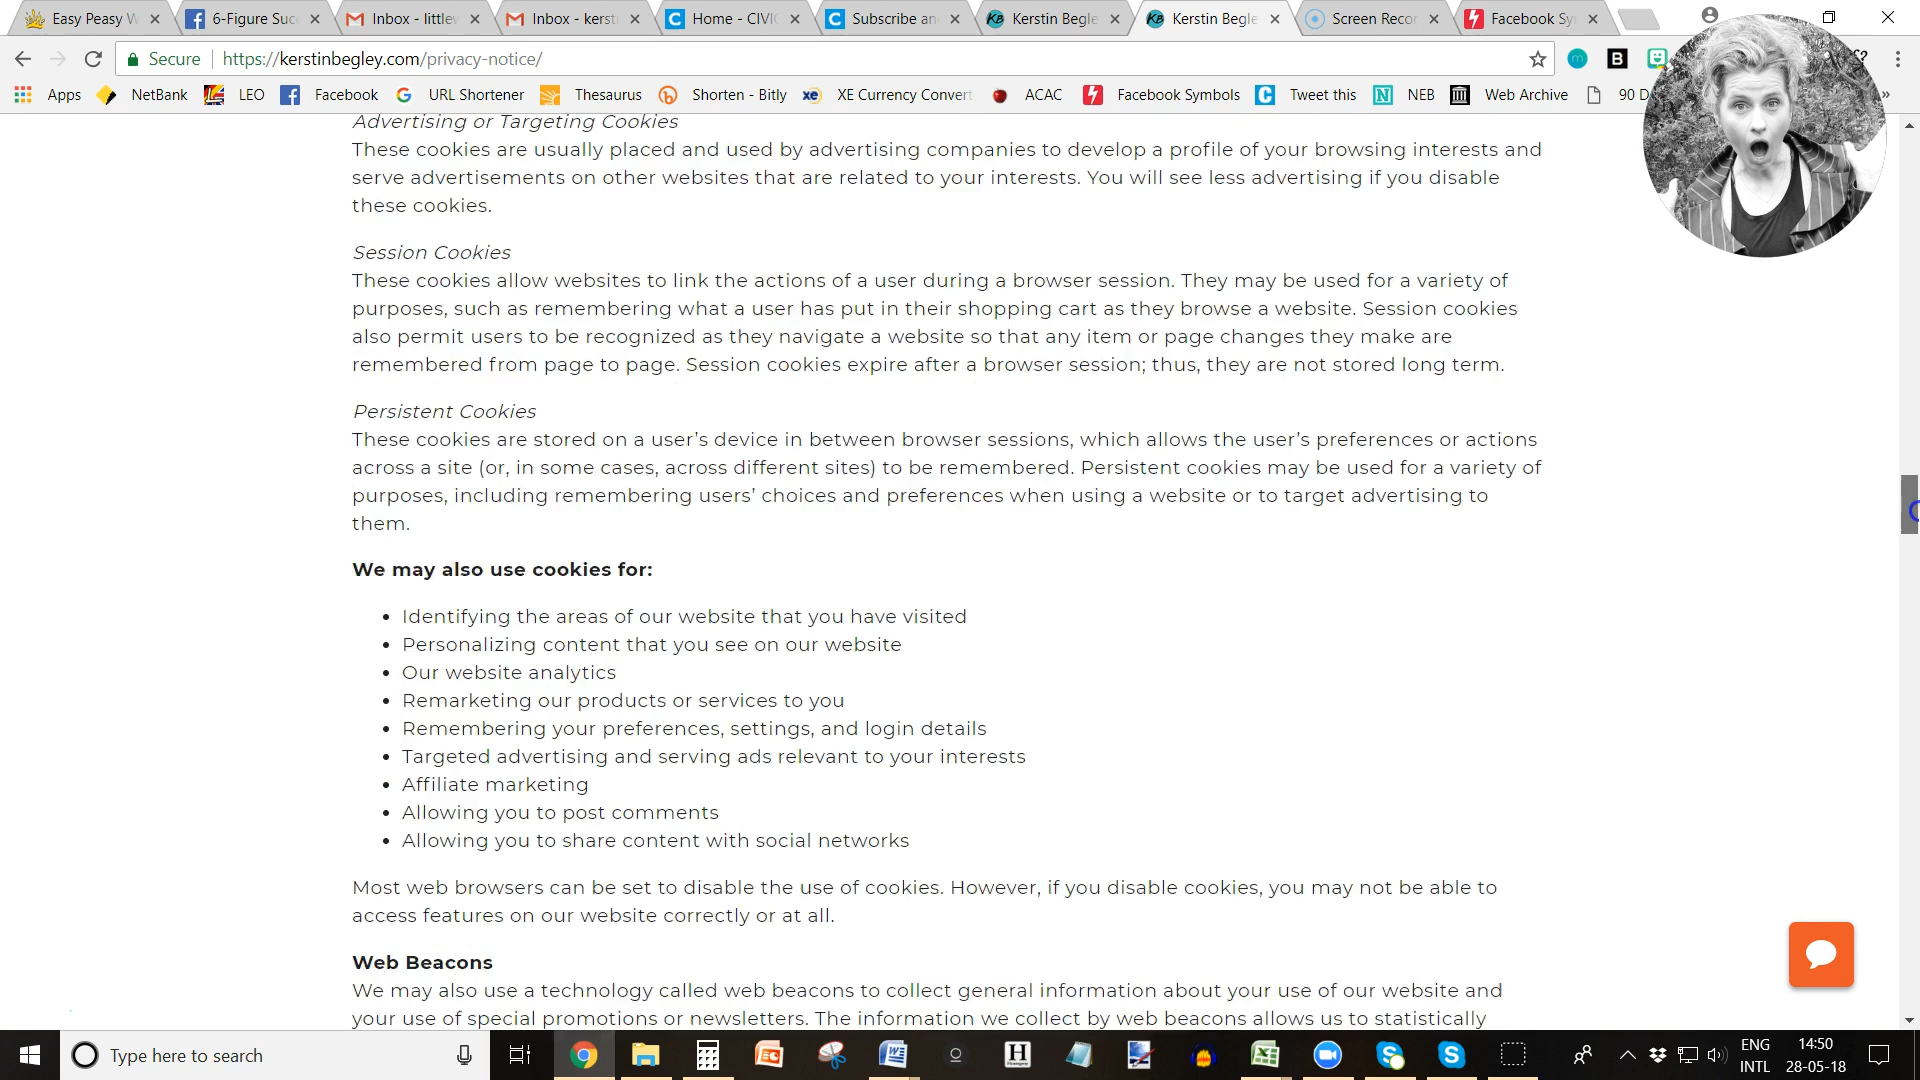 Easy Peasy W
6-Figure Suc
Inbox - littlew
Inbox - kersti
Home - CIVIC
Subscribe and
Kerstin Begle
Kerstin Begle
Screen Recor
Facebook Sy
Secure
https://kerstinbegley.com/privacy-notice/
Apps
NetBank
LEO
Facebook
URL Shortener
Thesaurus
Shorten - Bitly
XE Currency Convert
ACAC
Facebook Symbols
Tweet this
NEB
Web Archive
90 D
Advertising or Targeting Cookies
These cookies are usually placed and used by advertising companies to develop a profile of your browsing interests and
serve advertisements on other websites that are related to your interests. You will see less advertising if you disable
these cookies.
Session Cookies
These cookies allow websites to link the actions of a user during a browser session. They may be used for a variety of
purposes, such as remembering what a user has put in their shopping cart as they browse a website. Session cookies
also permit users to be recognized as they navigate a website so that any item or page changes they make are
remembered from page to page. Session cookies expire after a browser session; thus, they are not stored long term.
Persistent Cookies
These cookies are stored on a user’s device in between browser sessions, which allows the user’s preferences or actions
across a site (or, in some cases, across different sites) to be remembered. Persistent cookies may be used for a variety of
purposes, including remembering users’ choices and preferences when using a website or to target advertising to
them.
We may also use cookies for:
• Identifying the areas of our website that you have visited
• Personalizing content that you see on our website
• Our website analytics
• Remarketing our products or services to you
• Remembering your preferences, settings, and login details
• Targeted advertising and serving ads relevant to your interests
• Affiliate marketing
• Allowing you to post comments
• Allowing you to share content with social networks
Most web browsers can be set to disable the use of cookies. However, if you disable cookies, you may not be able to
access features on our website correctly or at all.
Web Beacons
We may also use a technology called web beacons to collect general information about your use of our website and
your use of special promotions or newsletters. The information we collect by web beacons allows us to statistically
Type here to search
ENG
INTL
14:50
28-05-18